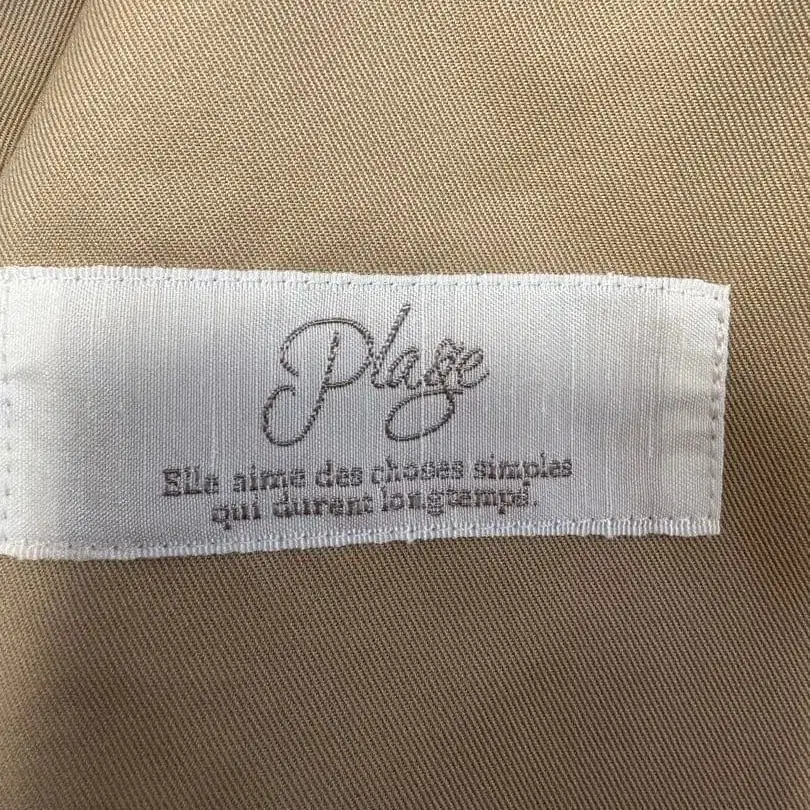 Plage
Elle aime des choses simples
qui durent longtemps.